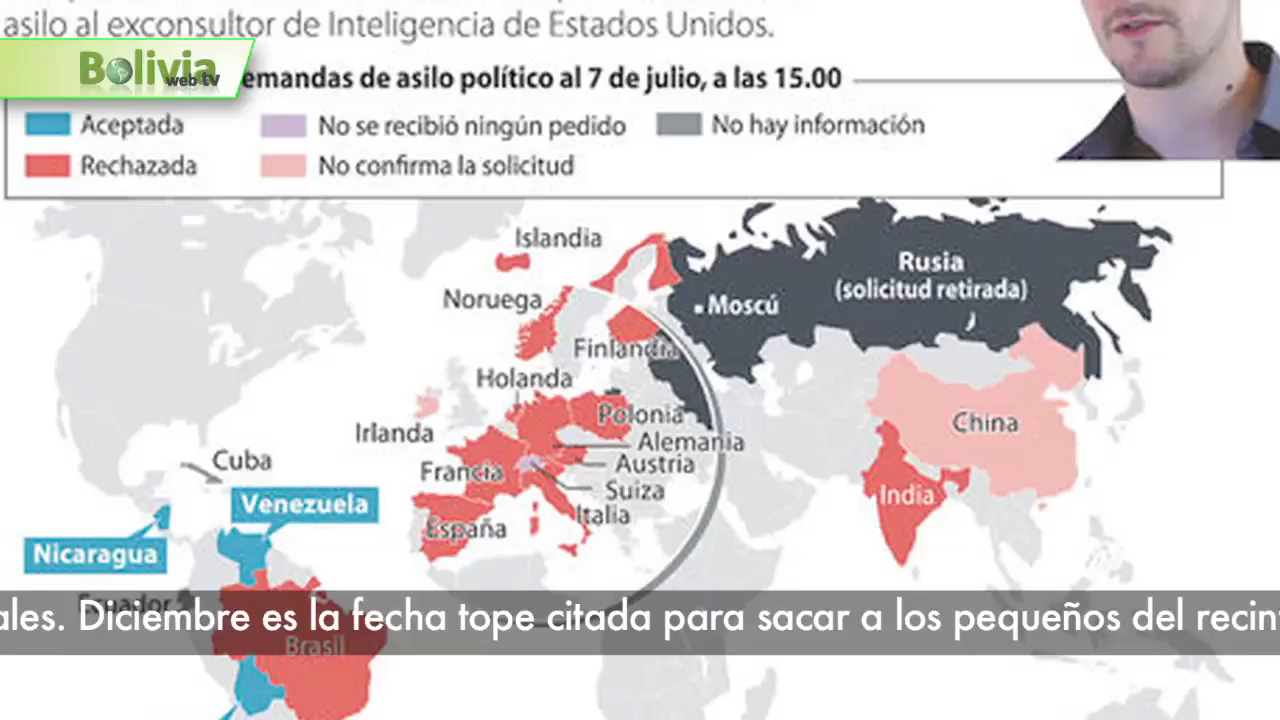 asilo al exconsultor de Inteligencia de Estados Unidos.
Bolivia
web tv
emandas de asilo político al 7 de julio, a las 15.00
Aceptada
No se recibió ningún pedido
No hay información
Rechazada
No confirma la solicitud
Islandia
Rusia
(solicitud retirada)
Noruega
Moscú
Finlandia
Holanda
Polonia
China
Irlanda
Alemania
Cuba
Francia
Austria
Suiza
India
Venezuela
Italia
España
Nicaragua
Ecuador
ales. Diciembre es la fecha tope citada para sacar a los pequeños del recin
Brasil